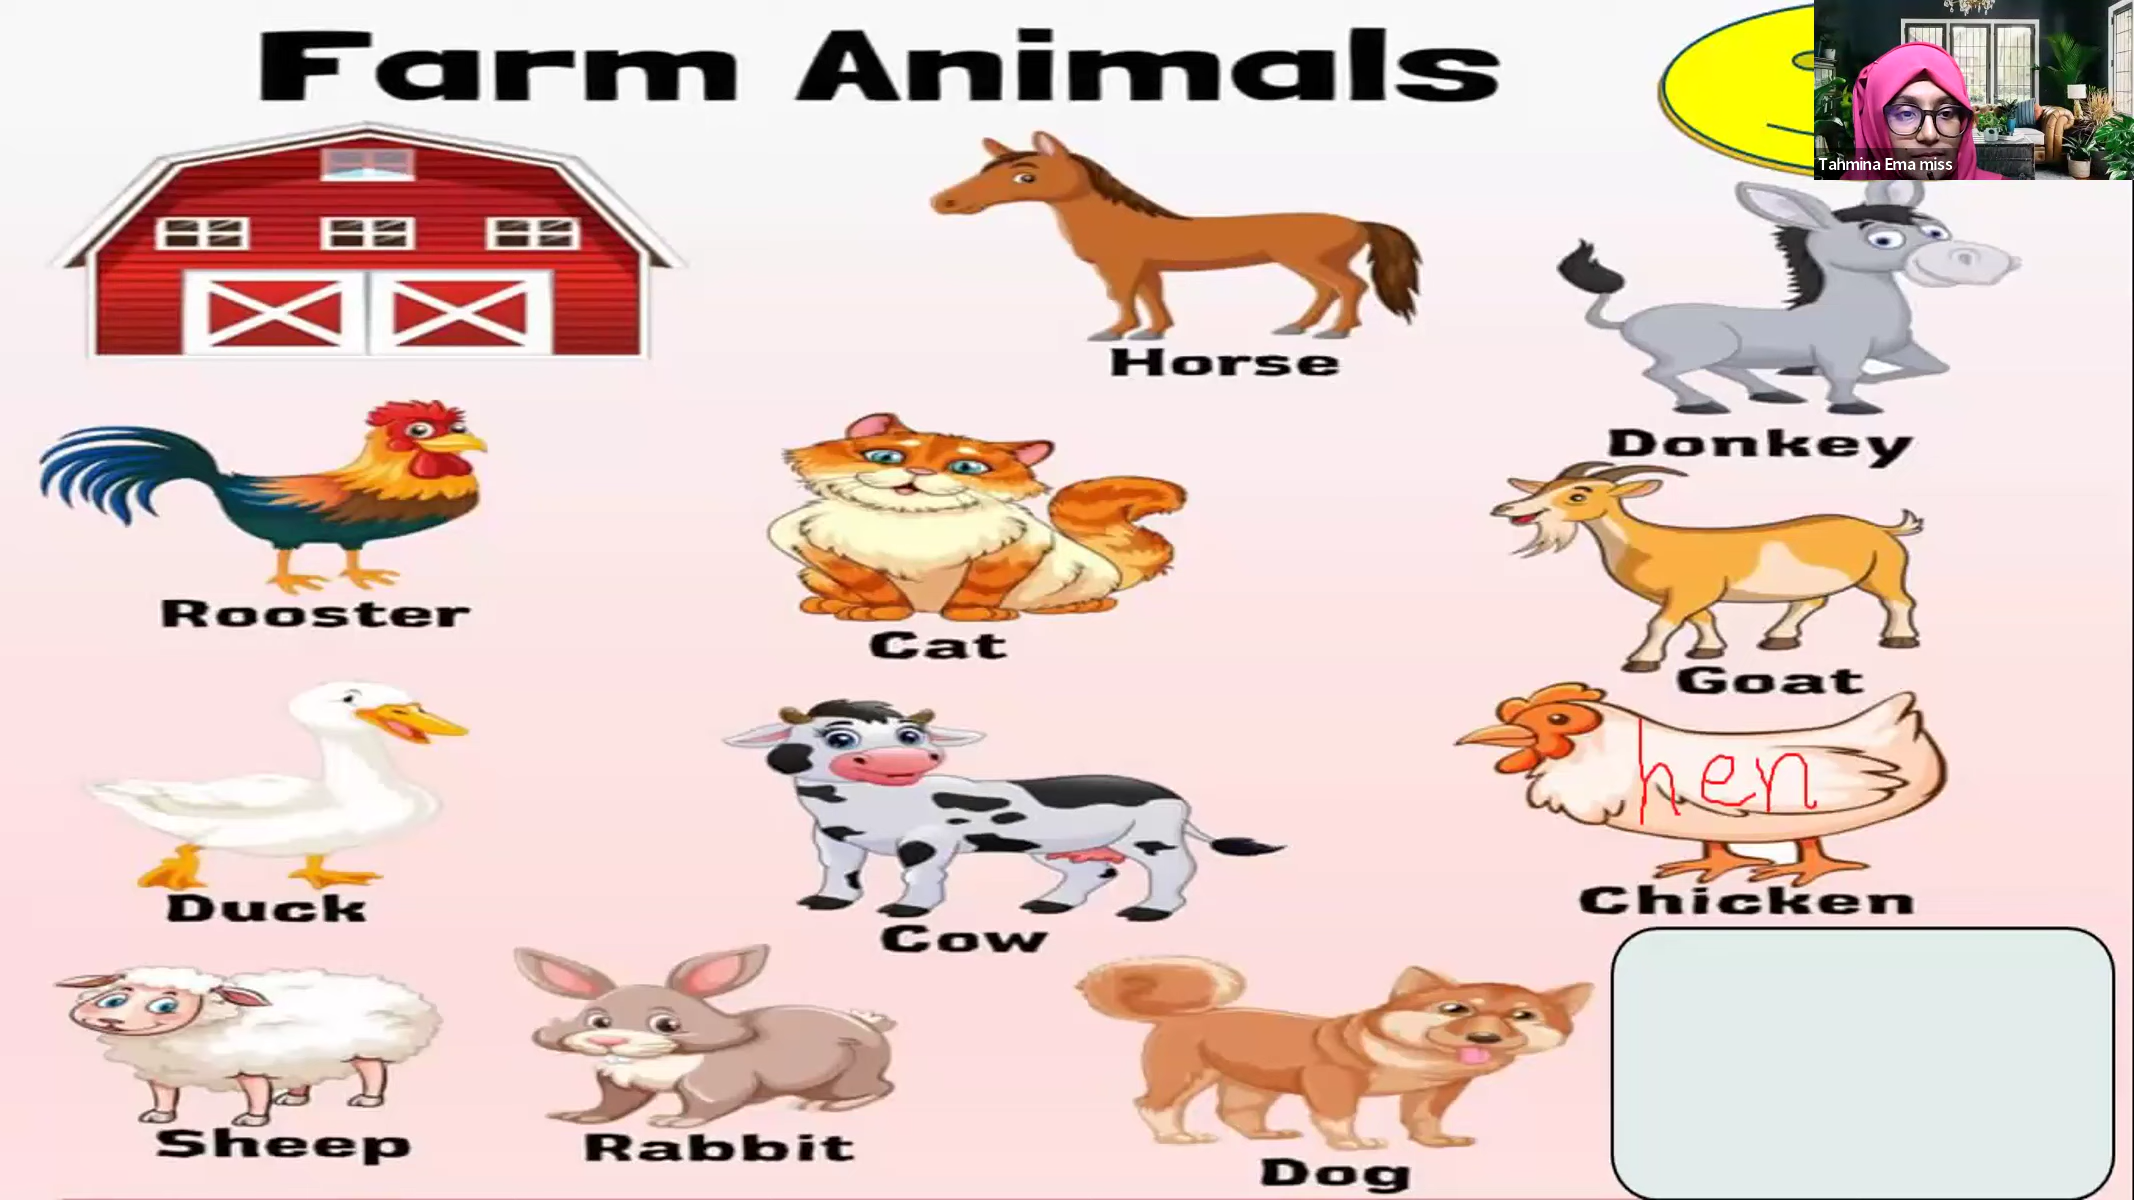 Farm Animals
Tahmina Ema miss
Horse
Donkey
Rooster
Cat
Goat
hen
Duck
Cow
Chicken
Sheep
Rabbit
Dog